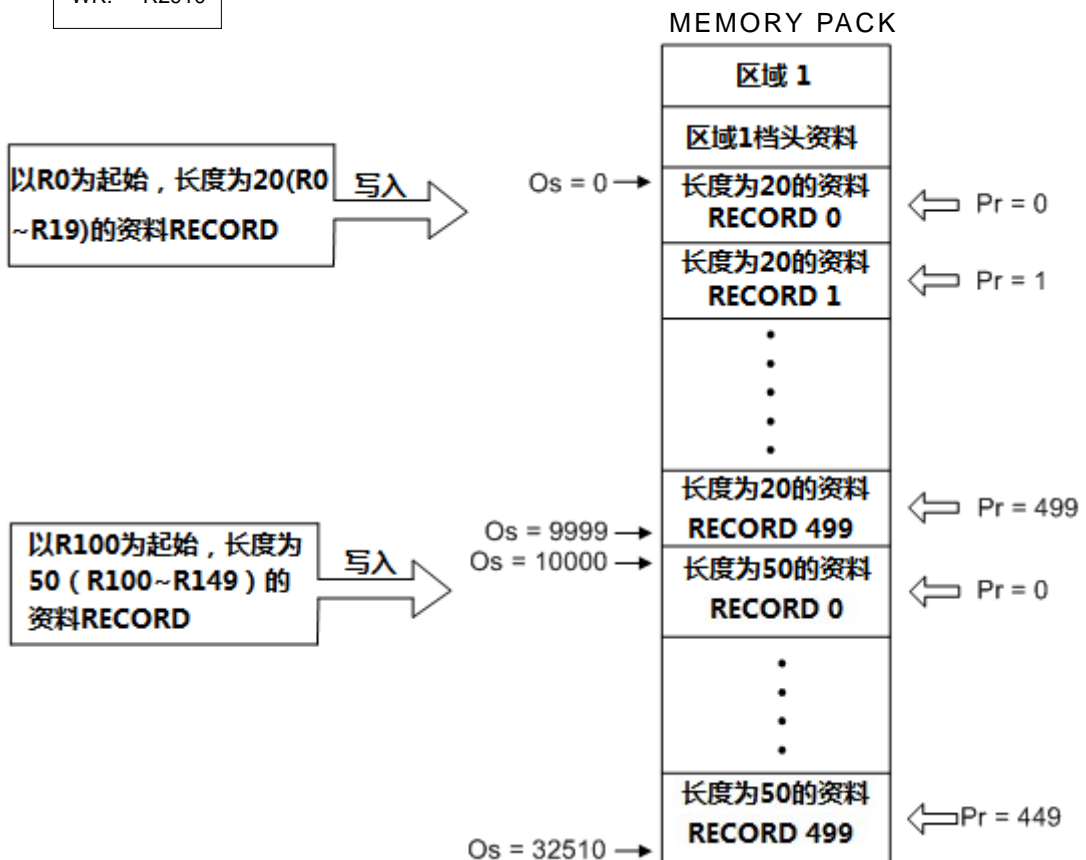 WR: R2510
MEMORY PACK
区域 1
区域1档头资料
以R0为起始，长度为20(R0
~R19)的资料RECORD
写入
Os = 0
长度为20的资料
RECORD 0
Pr = 0
长度为20的资料
RECORD 1
Pr = 1
长度为20的资料
RECORD 499
Pr = 499
Os = 9999
Os = 10000
以R100为起始，长度为
50（R100~R149）的
资料RECORD
写入
长度为50的资料
RECORD 0
Pr = 0
长度为50的资料
RECORD 499
Pr = 449
Os = 32510